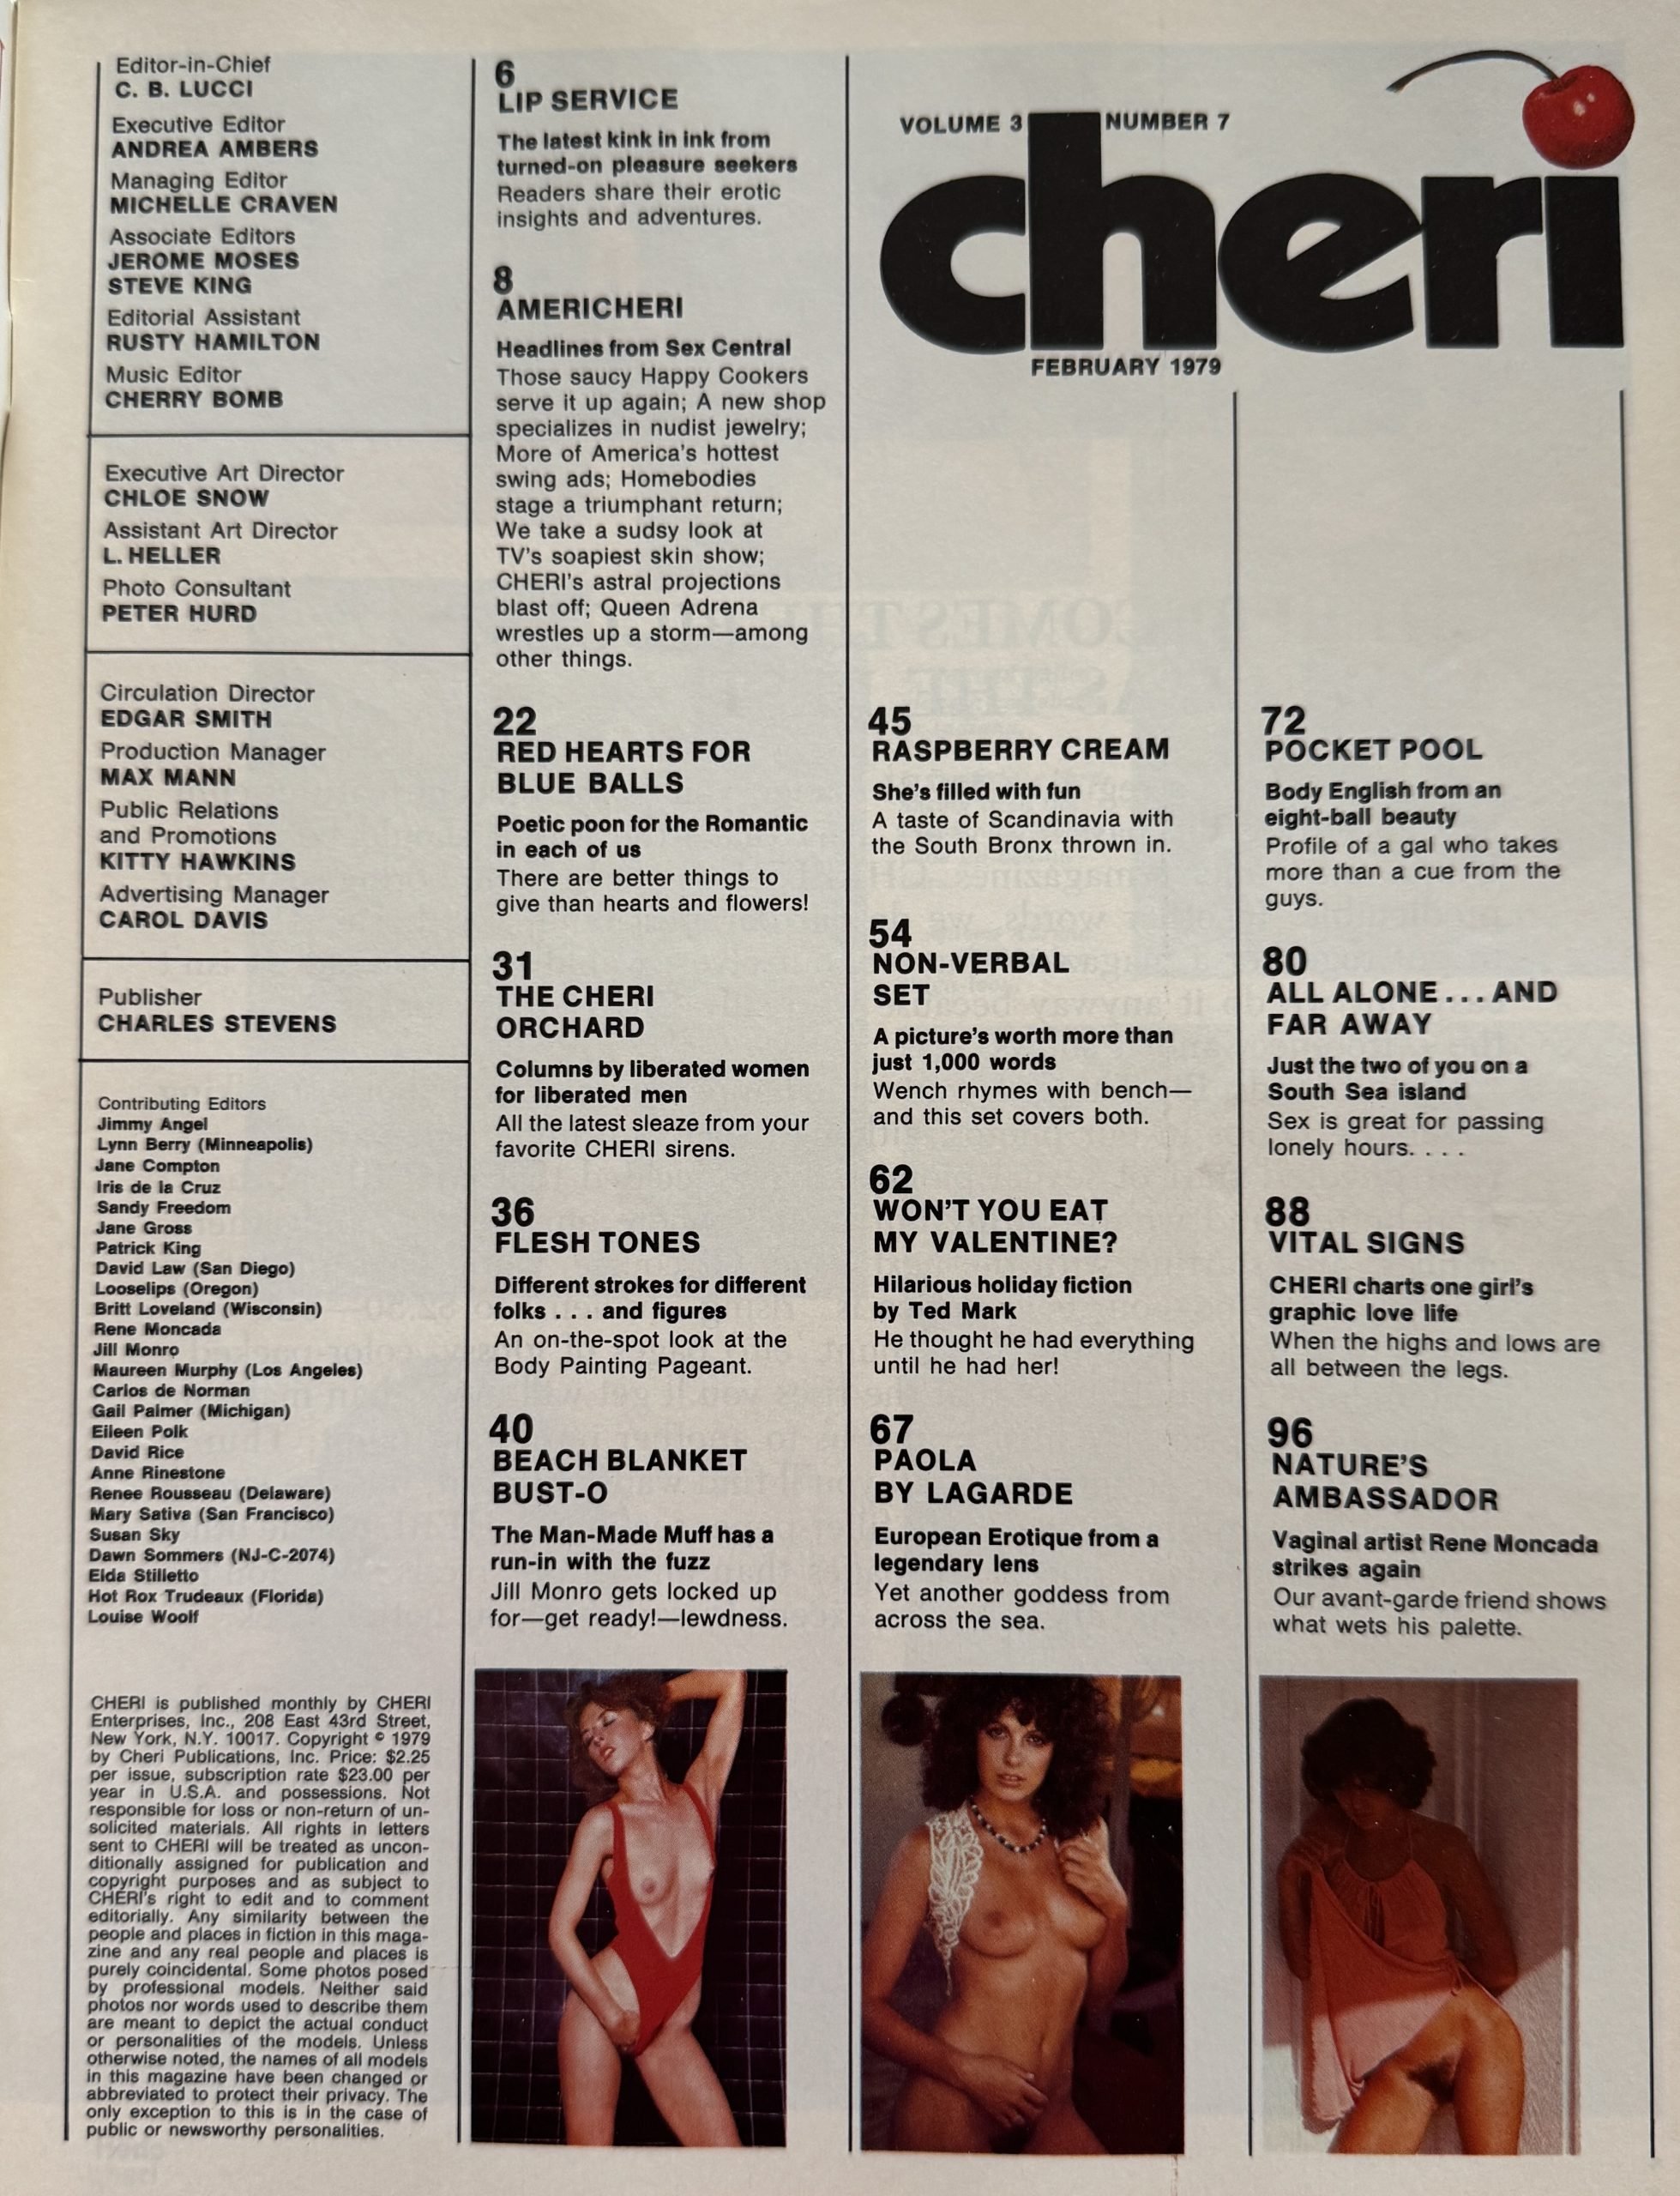 Editor-in-Chief
C. B. LUCCI
Executive Editor
ANDREA AMBERS
Managing Editor
MICHELLE CRAVEN
Associate Editors
JEROME MOSES
STEVE KING
Editorial Assistant
RUSTY HAMILTON
Music Editor
CHERRY BOMB
Executive Art Director
CHLOE SNOW
Assistant Art Director
L. HELLER
Photo Consultant
PETER HURD
Circulation Director
EDGAR SMITH
Production Manager
MAX MANN
Public Relations
and Promotions
KITTY HAWKINS
Advertising Manager
CAROL DAVIS
Publisher
CHARLES STEVENS
Contributing Editors
Jimmy Angel
Lynn Berry (Minneapolis)
Jane Compton
Iris de la Cruz
Sandy Freedom
Jane Gross
Patrick King
David Law (San Diego)
Looselips (Oregon)
Britt Loveland (Wisconsin)
Rene Moncada
Jill Monro
Maureen Murphy (Los Angeles)
Carlos de Norman
Gail Palmer (Michigan)
Eileen Polk
David Rice
Anne Rinestone
Renee Rousseau (Delaware)
Mary Sativa (San Francisco)
Susan Sky
Dawn Sommers (NJ-C-2074)
Elda Stilletto
Hot Rox Trudeaux (Florida)
Louise Woolf
CHERI is published monthly by CHERI
Enterprises, Inc., 208 East 43rd Street,
New York, N.Y. 10017. Copyright © 1979
by Cheri Publications, Inc. Price: $2.25
per issue, subscription rate $23.00 per
year in U.S.A. and possessions. Not
responsible for loss or non-return of un-
solicited materials. All rights in letters
sent to CHERI will be treated as uncon-
ditionally assigned for publication and
copyright purposes and as subject to
CHERI's right to edit and to comment
editorially. Any similarity between the
people and places in fiction in this maga-
zine and any real people and places is
purely coincidental. Some photos posed
by professional models. Neither said
photos nor words used to describe them
are meant to depict the actual conduct
or personalities of the models. Unless
otherwise noted, the names of all models
in this magazine have been changed or
abbreviated to protect their privacy. The
only exception to this is in the case of
public or newsworthy personalities.
6
LIP SERVICE
The latest kink in ink from
turned-on pleasure seekers
Readers share their erotic
insights and adventures.
8
AMERICHERI
Headlines from Sex Central
Those saucy Happy Cookers
serve it up again; A new shop
specializes in nudist jewelry;
More of America's hottest
swing ads; Homebodies
stage a triumphant return;
We take a sudsy look at
TV's soapiest skin show;
CHERI's astral projections
blast off; Queen Adrena
wrestles up a storm—among
other things.
22
RED HEARTS FOR
BLUE BALLS
Poetic poon for the Romantic
in each of us
There are better things to
give than hearts and flowers!
31
THE CHERI
ORCHARD
Columns by liberated women
for liberated men
All the latest sleaze from your
favorite CHERI sirens.
36
FLESH TONES
Different strokes for different
folks . . . and figures
An on-the-spot look at the
Body Painting Pageant.
40
BEACH BLANKET
BUST-O
The Man-Made Muff has a
run-in with the fuzz
Jill Monro gets locked up
for—get ready!—lewdness.
VOLUME 3 NUMBER 7
cheri
FEBRUARY 1979
45
RASPBERRY CREAM
She's filled with fun
A taste of Scandinavia with
the South Bronx thrown in.
54
NON-VERBAL
SET
A picture's worth more than
just 1,000 words
Wench rhymes with bench—
and this set covers both.
62
WON'T YOU EAT
MY VALENTINE?
Hilarious holiday fiction
by Ted Mark
He thought he had everything
until he had her!
67
PAOLA
BY LAGARDE
European Erotique from a
legendary lens
Yet another goddess from
across the sea.
72
POCKET POOL
Body English from an
eight-ball beauty
Profile of a gal who takes
more than a cue from the
guys.
80
ALL ALONE . . . AND
FAR AWAY
Just the two of you on a
South Sea island
Sex is great for passing
lonely hours. . . .
88
VITAL SIGNS
CHERI charts one girl's
graphic love life
When the highs and lows are
all between the legs.
96
NATURE'S
AMBASSADOR
Vaginal artist Rene Moncada
strikes again
Our avant-garde friend shows
what wets his palette.